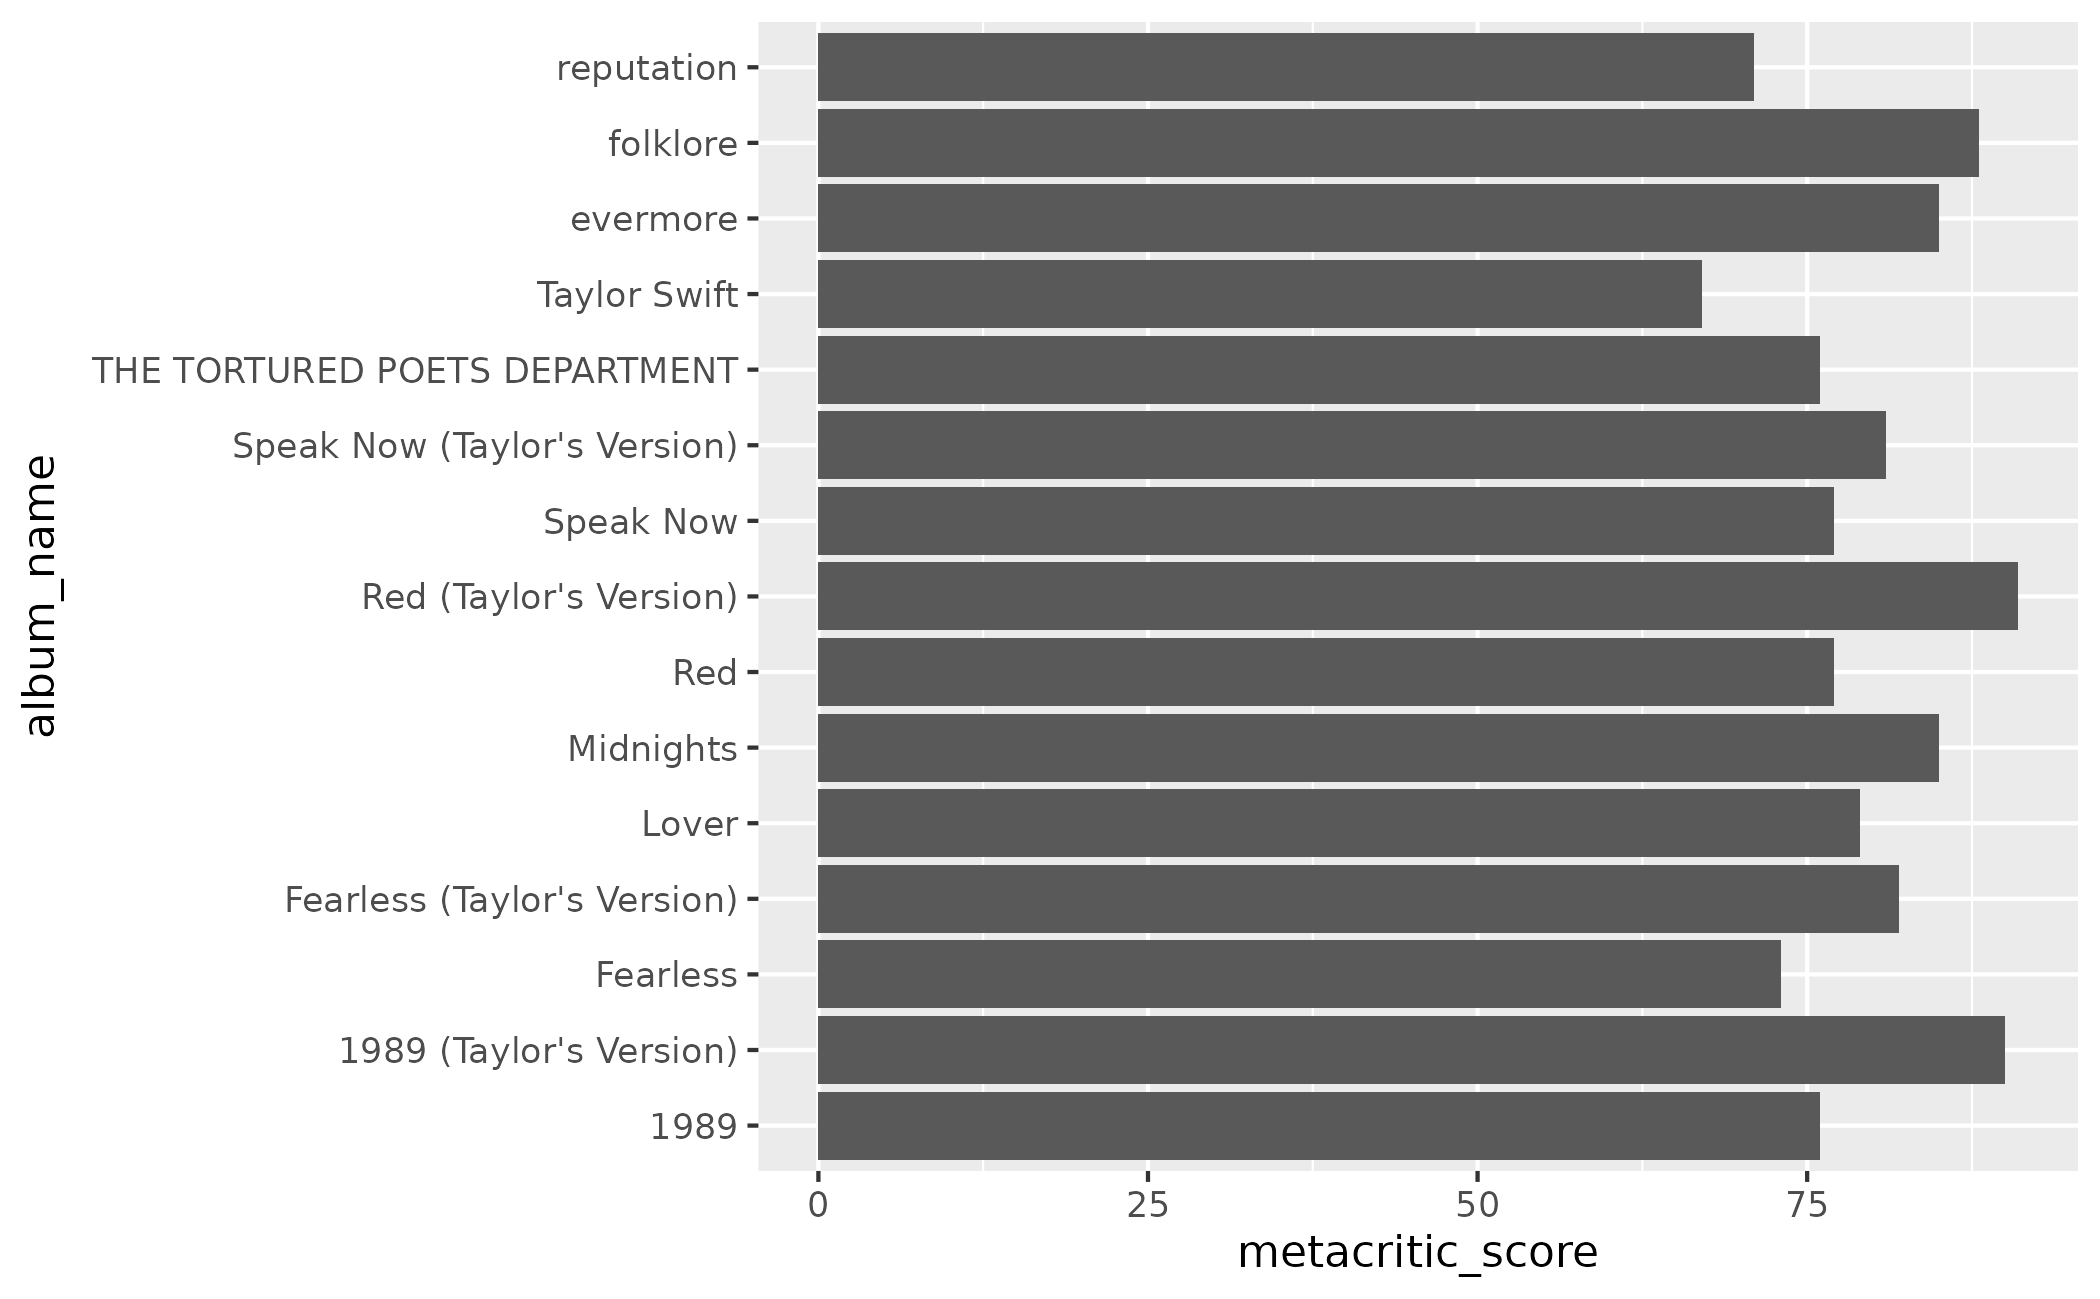 reputation
folklore
evermore
Taylor Swift
THE TORTURED POETS DEPARTMENT
Speak Now (Taylor's Version)
Speak Now
Red (Taylor's Version)
Red
Midnights
Lover
Fearless (Taylor's Version)
Fearless
1989 (Taylor's Version)
1989
album_name
0 25 50 75
metacritic_score